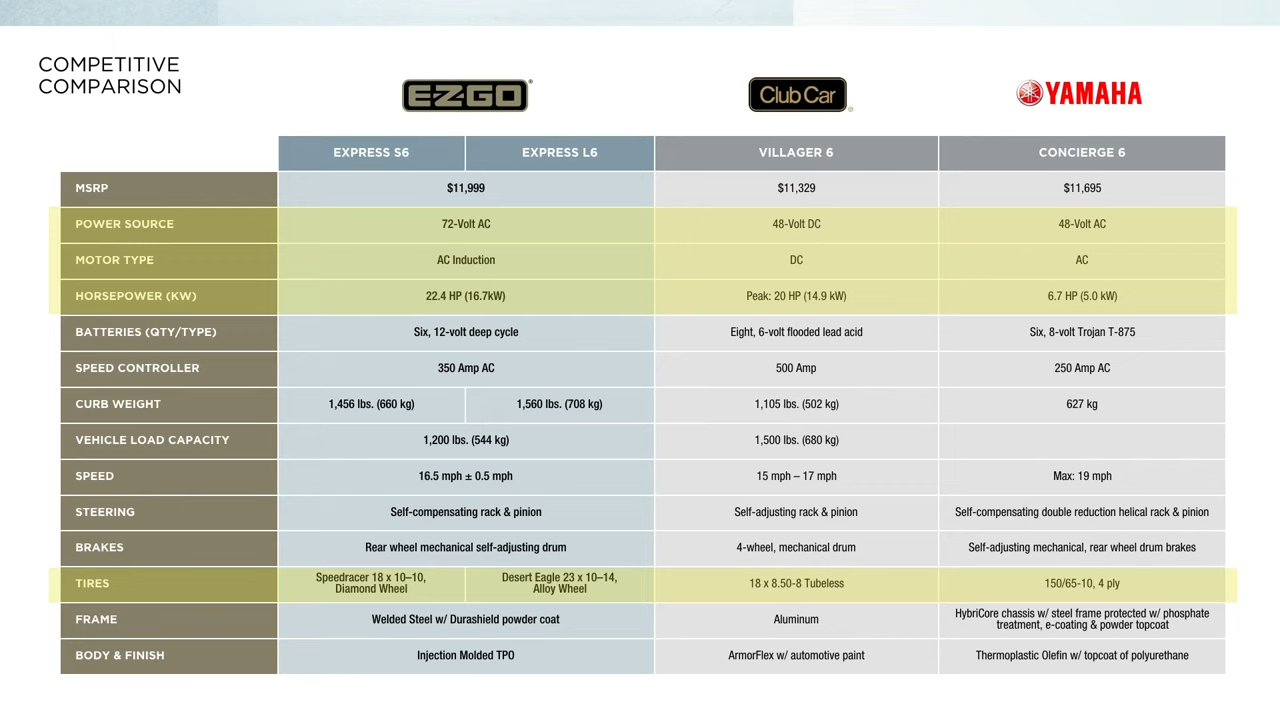 COMPETITIVE
COMPARISON
EZGO®
Club Car®
YAMAHA
EXPRESS S6 EXPRESS L6 VILLAGER 6 CONCIERGE 6
MSRP $11,999 $11,329 $11,695
POWER SOURCE 72-Volt AC 48-Volt DC 48-Volt AC
MOTOR TYPE AC Induction DC AC
HORSEPOWER (KW) 22.4 HP (16.7kW) Peak: 20 HP (14.9 kW) 6.7 HP (5.0 kW)
BATTERIES (QTY/TYPE) Six, 12-volt deep cycle Eight, 6-volt flooded lead acid Six, 8-volt Trojan T-875
SPEED CONTROLLER 350 Amp AC 500 Amp 250 Amp AC
CURB WEIGHT 1,456 lbs. (660 kg) 1,560 lbs. (708 kg) 1,105 lbs. (502 kg) 627 kg
VEHICLE LOAD CAPACITY 1,200 lbs. (544 kg) 1,500 lbs. (680 kg)
SPEED 16.5 mph ± 0.5 mph 15 mph – 17 mph Max: 19 mph
STEERING Self-compensating rack & pinion Self-adjusting rack & pinion Self-compensating double reduction helical rack & pinion
BRAKES Rear wheel mechanical self-adjusting drum 4-wheel, mechanical drum Self-adjusting mechanical, rear wheel drum brakes
TIRES Speedracer 18 x 10–10, Desert Eagle 23 x 10–14, 18 x 8.50-8 Tubeless 150/65-10, 4 ply
Diamond Wheel Alloy Wheel
FRAME Welded Steel w/ Durashield powder coat Aluminum HybriCore chassis w/ steel frame protected w/ phosphate
treatment, e-coating & powder topcoat
BODY & FINISH Injection Molded TPO ArmorFlex w/ automotive paint Thermoplastic Olefin w/ topcoat of polyurethane